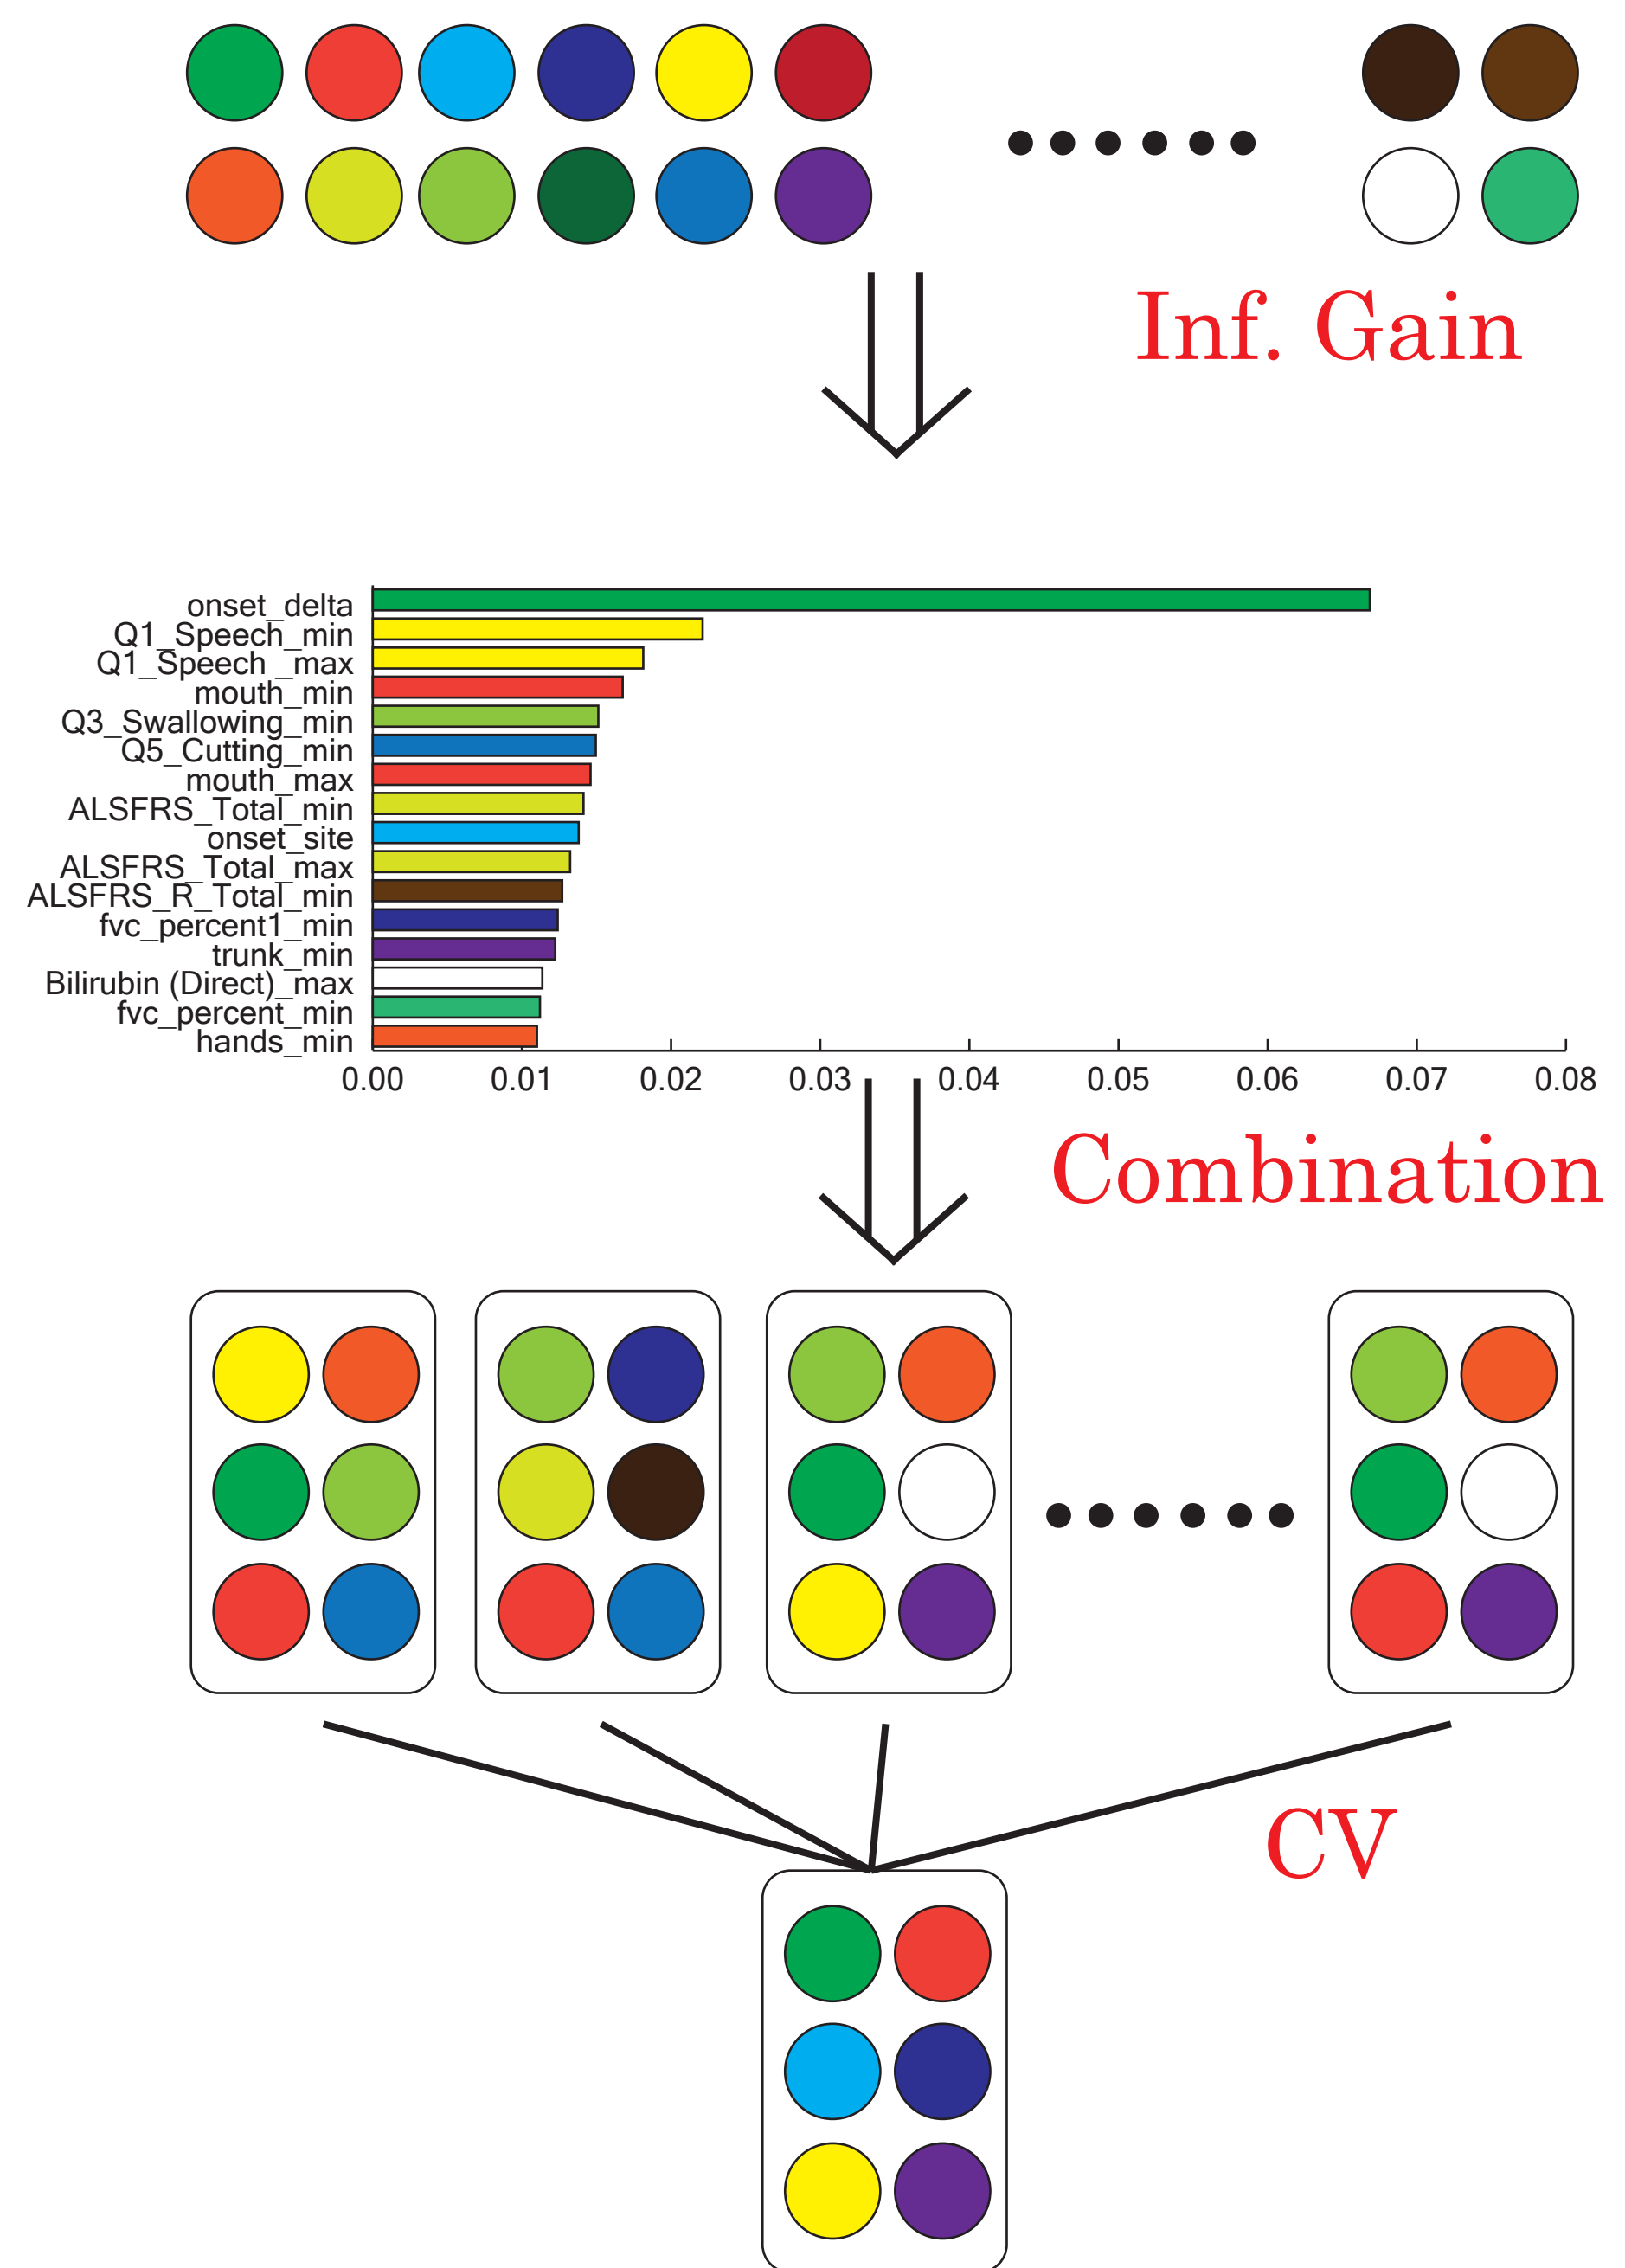 Inf. Gain
onset_delta
Q1_Speech_min
Q1_Speech _max
mouth_min
Q3_Swallowing_min
Q5_Cutting_min
mouth_max
ALSFRS_Total_min
onset_site
ALSFRS_Total_max
ALSFRS_R_Total_min
fvc_percent1_min
trunk_min
Bilirubin (Direct)_max
fvc_percent_min
hands_min
0.00 0.01 0.02 0.03 0.04 0.05 0.06 0.07 0.08
Combination
CV